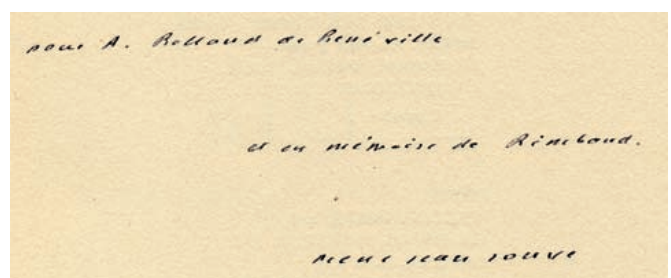 pour A. Rolland de Renéville
et en mémoire de Rimbaud.
Pierre Jean Jouve